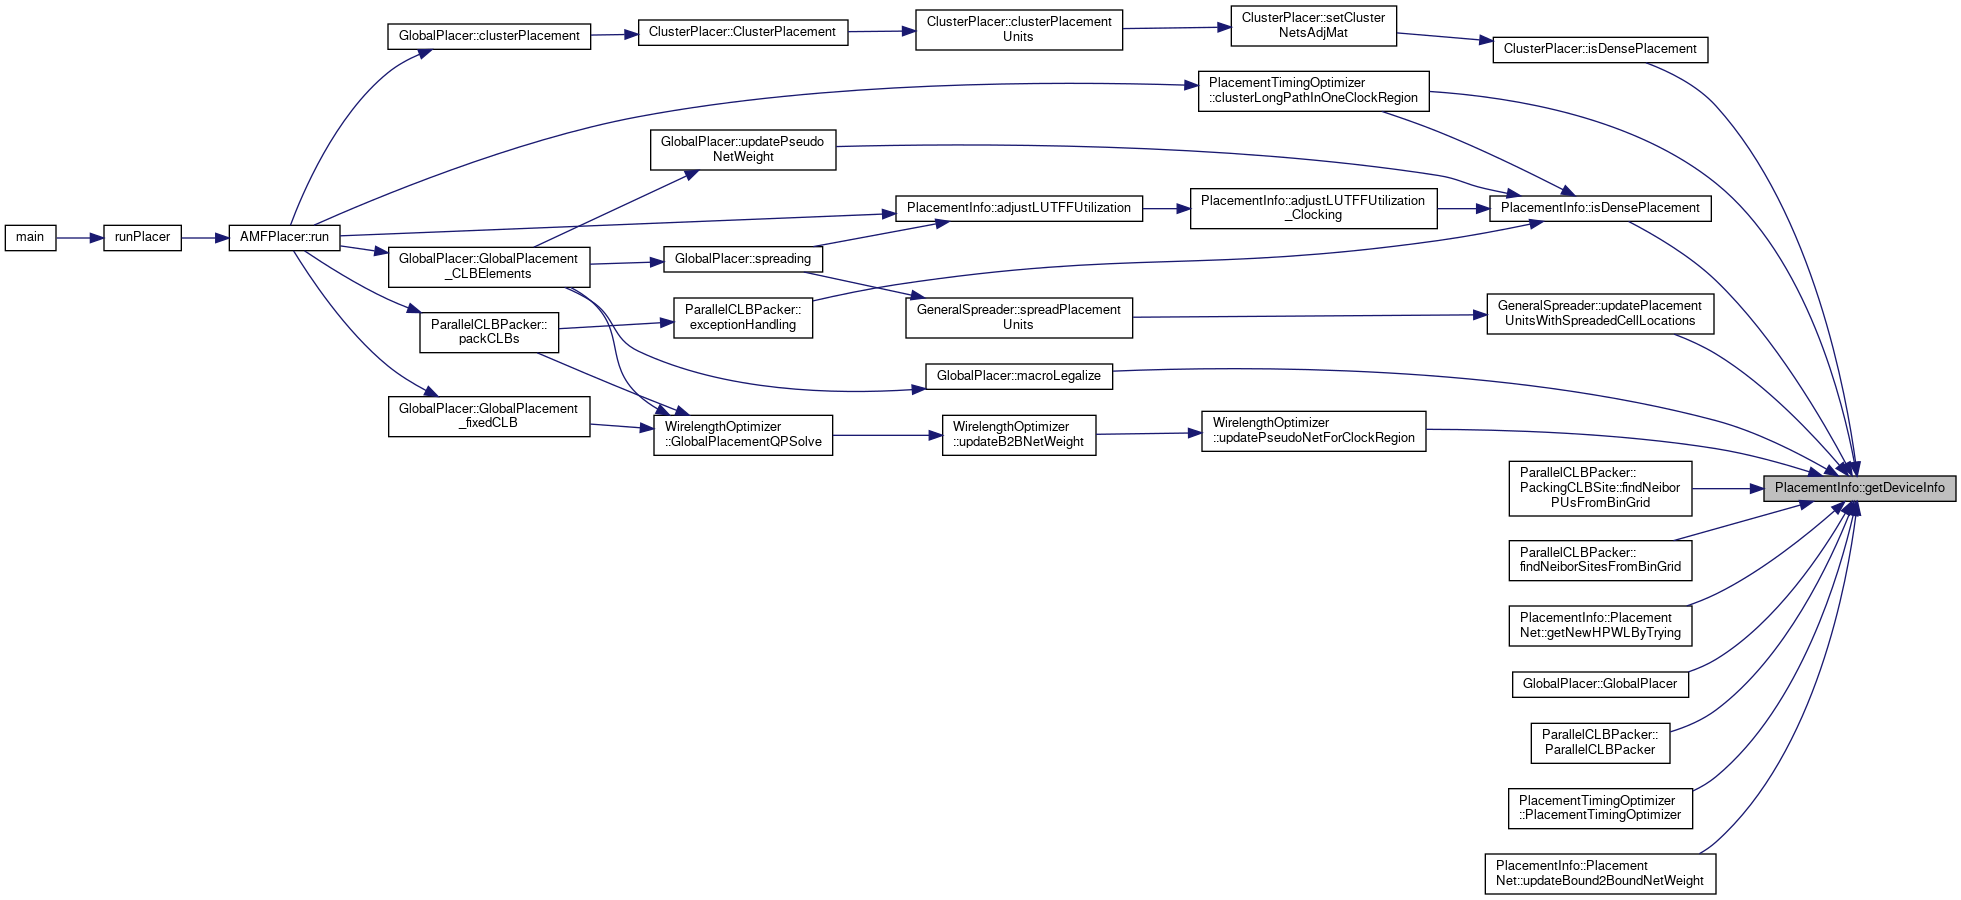 main
runPlacer
AMFPlacer::run
GlobalPlacer::clusterPlacement
ClusterPlacer::ClusterPlacement
ClusterPlacer::clusterPlacement
Units
ClusterPlacer::setCluster
NetsAdjMat
ClusterPlacer::isDensePlacement
PlacementTimingOptimizer
::clusterLongPathInOneClockRegion
GlobalPlacer::updatePseudo
NetWeight
PlacementInfo::adjustLUTFFUtilization
PlacementInfo::adjustLUTFFUtilization
_Clocking
PlacementInfo::isDensePlacement
GlobalPlacer::GlobalPlacement
_CLBElements
GlobalPlacer::spreading
ParallelCLBPacker::
exceptionHandling
GeneralSpreader::spreadPlacement
Units
GeneralSpreader::updatePlacement
UnitsWithSpreadedCellLocations
ParallelCLBPacker::
packCLBs
GlobalPlacer::macroLegalize
GlobalPlacer::GlobalPlacement
_fixedCLB
WirelengthOptimizer
::GlobalPlacementQPSolve
WirelengthOptimizer
::updateB2BNetWeight
WirelengthOptimizer
::updatePseudoNetForClockRegion
PlacementInfo::getDeviceInfo
ParallelCLBPacker::
PackingCLBSite::findNeibor
PUsFromBinGrid
ParallelCLBPacker::
findNeiborSitesFromBinGrid
PlacementInfo::Placement
Net::getNewHPWLByTrying
GlobalPlacer::GlobalPlacer
ParallelCLBPacker::
ParallelCLBPacker
PlacementTimingOptimizer
::PlacementTimingOptimizer
PlacementInfo::Placement
Net::updateBound2BoundNetWeight